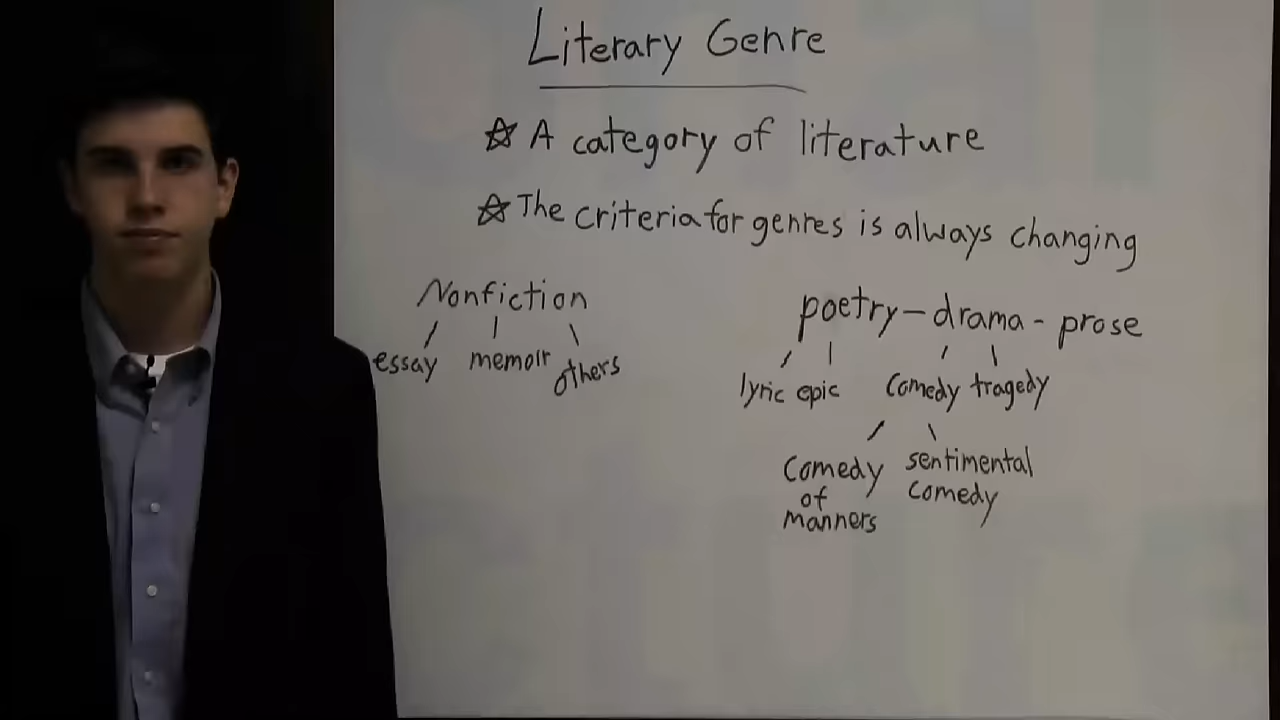 Literary Genre
☆ A category of literature
☆ The criteria for genres is always changing
Nonfiction
essay memoir others
poetry - drama - prose
lyric epic comedy tragedy
Comedy of manners
sentimental comedy